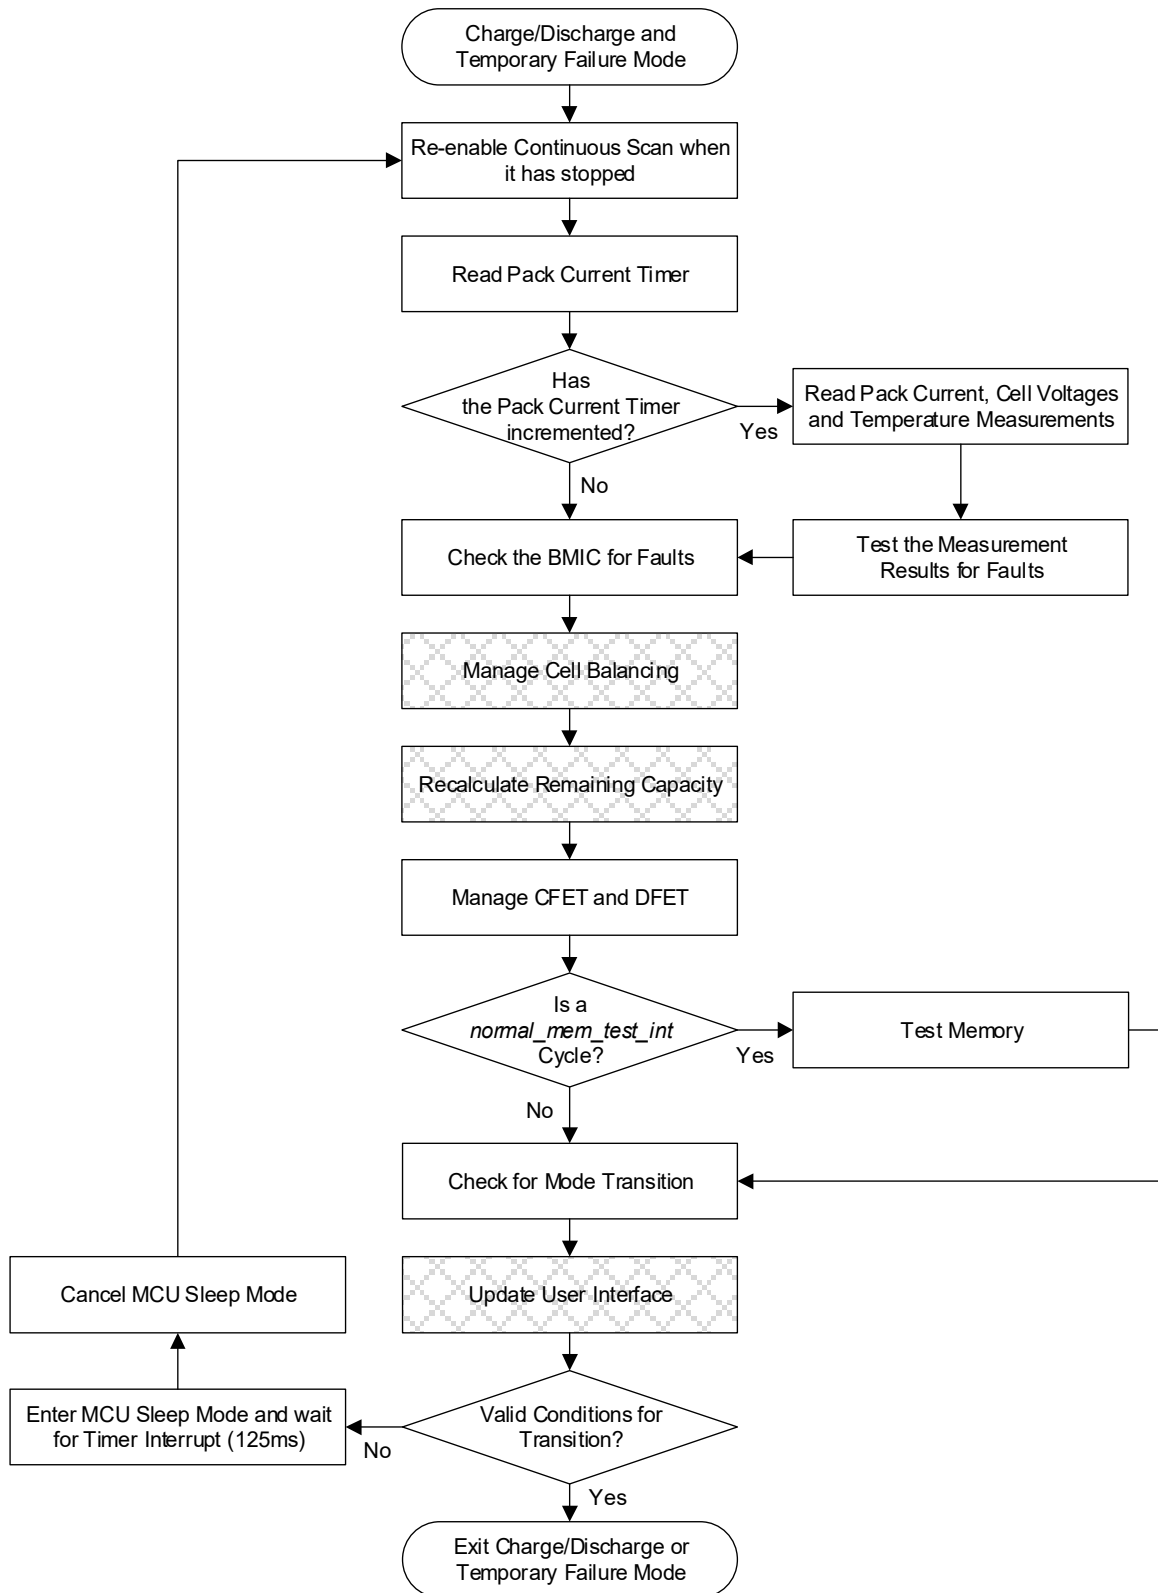 Charge/Discharge and
Temporary Failure Mode
Re-enable Continuous Scan when
it has stopped
Read Pack Current Timer
Has
the Pack Current Timer
incremented?
Yes
No
Read Pack Current, Cell Voltages
and Temperature Measurements
Test the Measurement
Results for Faults
Check the BMIC for Faults
Manage Cell Balancing
Recalculate Remaining Capacity
Manage CFET and DFET
Is a
normal_mem_test_int
Cycle?
Yes
No
Test Memory
Check for Mode Transition
Update User Interface
Valid Conditions for
Transition?
No
Yes
Enter MCU Sleep Mode and wait
for Timer Interrupt (125ms)
Cancel MCU Sleep Mode
Exit Charge/Discharge or
Temporary Failure Mode